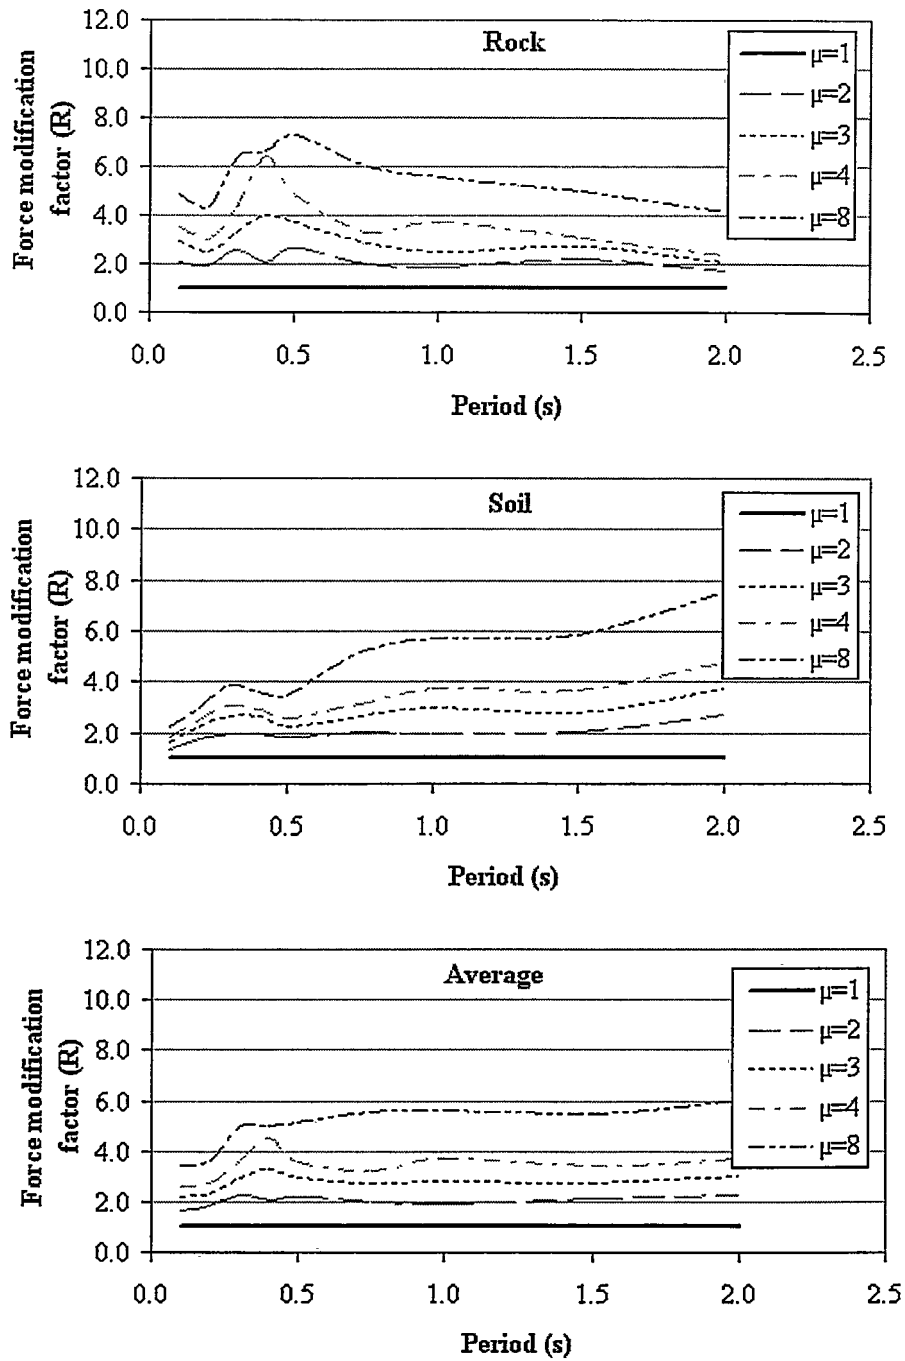 Rock
Force modification
factor (R)
12.0
10.0
8.0
6.0
4.0
2.0
0.0
μ=1
μ=2
μ=3
μ=4
μ=8
0.0 0.5 1.0 1.5 2.0 2.5
Period (s)
Soil
Force modification
factor (R)
12.0
10.0
8.0
6.0
4.0
2.0
0.0
μ=1
μ=2
μ=3
μ=4
μ=8
0.0 0.5 1.0 1.5 2.0 2.5
Period (s)
Average
Force modification
factor (R)
12.0
10.0
8.0
6.0
4.0
2.0
0.0
μ=1
μ=2
μ=3
μ=4
μ=8
0.0 0.5 1.0 1.5 2.0 2.5
Period (s)